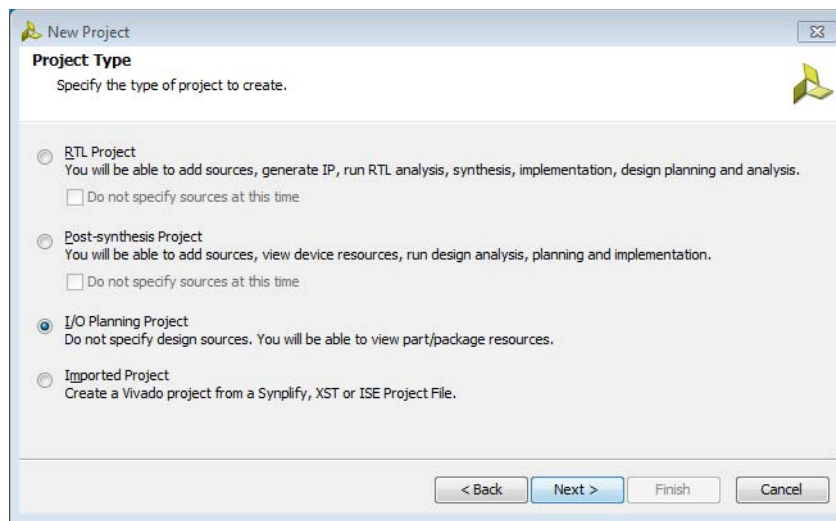 New Project
Project Type
Specify the type of project to create.
RTL Project
You will be able to add sources, generate IP, run RTL analysis, synthesis, implementation, design planning and analysis.
Do not specify sources at this time
Post-synthesis Project
You will be able to add sources, view device resources, run design analysis, planning and implementation.
Do not specify sources at this time
I/O Planning Project
Do not specify design sources. You will be able to view part/package resources.
Imported Project
Create a Vivado project from a Synplify, XST or ISE Project File.
< Back Next > Finish Cancel